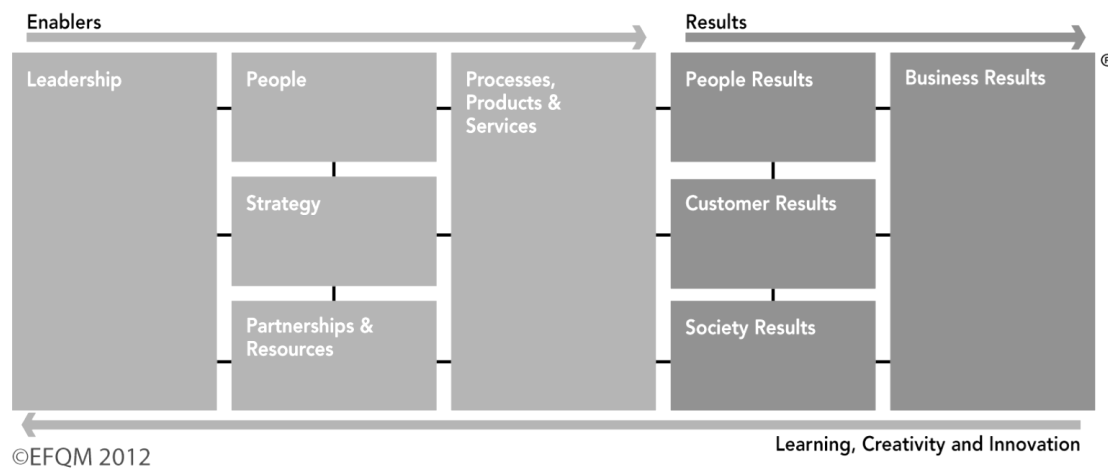 Enablers
Results
Leadership
People
Processes,
Products &
Services
People Results
Business Results
®
Strategy
Customer Results
Partnerships &
Resources
Society Results
Learning, Creativity and Innovation
©EFQM 2012